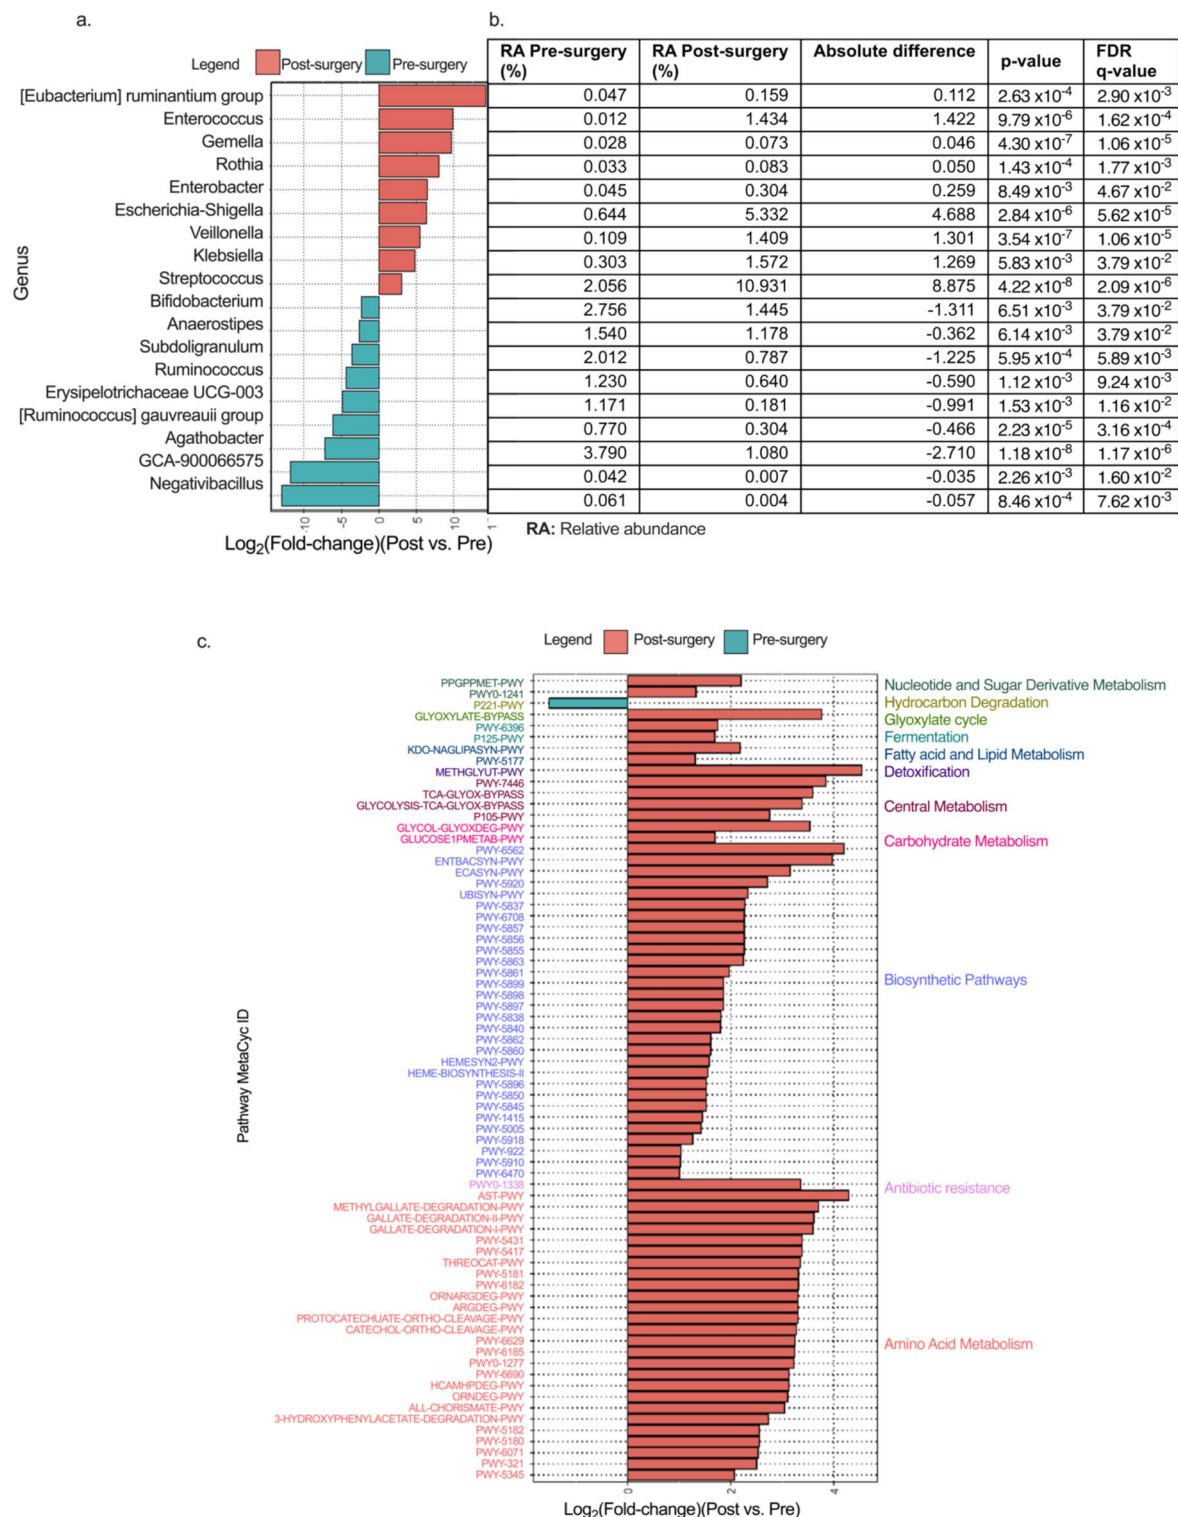 a.
b.
Legend Post-surgery Pre-surgery
RA Pre-surgery (%) RA Post-surgery (%) Absolute difference p-value FDR q-value
Genus
[Eubacterium] ruminantium group 0.047 0.159 0.112 2.63 x10-4 2.90 x10-3
Enterococcus 0.012 1.434 1.422 9.79 x10-6 1.62 x10-4
Gemella 0.028 0.073 0.046 4.30 x10-7 1.06 x10-5
Rothia 0.033 0.083 0.050 1.43 x10-4 1.77 x10-3
Enterobacter 0.045 0.304 0.259 8.49 x10-3 4.67 x10-2
Escherichia-Shigella 0.644 5.332 4.688 2.84 x10-6 5.62 x10-5
Veillonella 0.109 1.409 1.301 3.54 x10-7 1.06 x10-5
Klebsiella 0.303 1.572 1.269 5.83 x10-3 3.79 x10-2
Streptococcus 2.056 10.931 8.875 4.22 x10-8 2.09 x10-6
Bifidobacterium 2.756 1.445 -1.311 6.51 x10-3 3.79 x10-2
Anaerostipes 1.540 1.178 -0.362 6.14 x10-3 3.79 x10-2
Subdoligranulum 2.012 0.787 -1.225 5.95 x10-4 5.89 x10-3
Ruminococcus 1.230 0.640 -0.590 1.12 x10-3 9.24 x10-3
Erysipelotrichaceae UCG-003 1.171 0.181 -0.991 1.53 x10-3 1.16 x10-2
[Ruminococcus] gauvreauii group 0.770 0.304 -0.466 2.23 x10-5 3.16 x10-4
Agathobacter 3.790 1.080 -2.710 1.18 x10-8 1.17 x10-6
GCA-900066575 0.042 0.007 -0.035 2.26 x10-3 1.60 x10-2
Negativibacillus 0.061 0.004 -0.057 8.46 x10-4 7.62 x10-3
-10 -5 0 5 10 1
Log2(Fold-change)(Post vs. Pre)
RA: Relative abundance
c.
Legend Post-surgery Pre-surgery
Pathway MetaCyc ID
PPGPPMET-PWY Nucleotide and Sugar Derivative Metabolism
PWY0-1241
P221-PWY Hydrocarbon Degradation
GLYOXYLATE-BYPASS Glyoxylate cycle
PWY-6396
P125-PWY Fermentation
KDO-NAGLIPASYN-PWY Fatty acid and Lipid Metabolism
PWY-5177
METHGLYUT-PWY Detoxification
PWY-7446
TCA-GLYOX-BYPASS
GLYCOLYSIS-TCA-GLYOX-BYPASS Central Metabolism
P105-PWY
GLYCOL-GLYOXDEG-PWY
GLUCOSE1PMETAB-PWY Carbohydrate Metabolism
PWY-6562
ENTBACSYN-PWY
ECASYN-PWY
PWY-5920
UBISYN-PWY
PWY-5837
PWY-6708
PWY-5857
PWY-5856
PWY-5855
PWY-5863
PWY-5861
PWY-5899 Biosynthetic Pathways
PWY-5898
PWY-5897
PWY-5838
PWY-5840
PWY-5862
PWY-5860
HEMESYN2-PWY
HEME-BIOSYNTHESIS-II
PWY-5896
PWY-5850
PWY-5845
PWY-1415
PWY-5005
PWY-5918
PWY-922
PWY-5910
PWY-6470
PWY0-1338 Antibiotic resistance
AST-PWY
METHYLGALLATE-DEGRADATION-PWY
GALLATE-DEGRADATION-II-PWY
GALLATE-DEGRADATION-I-PWY
PWY-5431
PWY-5417
THREOCAT-PWY
PWY-5181
PWY-6182
ORNARGDEG-PWY
ARGDEG-PWY
PROTOCATECHUATE-ORTHO-CLEAVAGE-PWY
CATECHOL-ORTHO-CLEAVAGE-PWY
PWY-6629 Amino Acid Metabolism
PWY-6185
PWY0-1277
PWY-6690
HCAMHPDEG-PWY
ORNDEG-PWY
ALL-CHORISMATE-PWY
3-HYDROXYPHENYLACETATE-DEGRADATION-PWY
PWY-5182
PWY-5180
PWY-6071
PWY-321
PWY-5345
0 2 4
Log2(Fold-change)(Post vs. Pre)